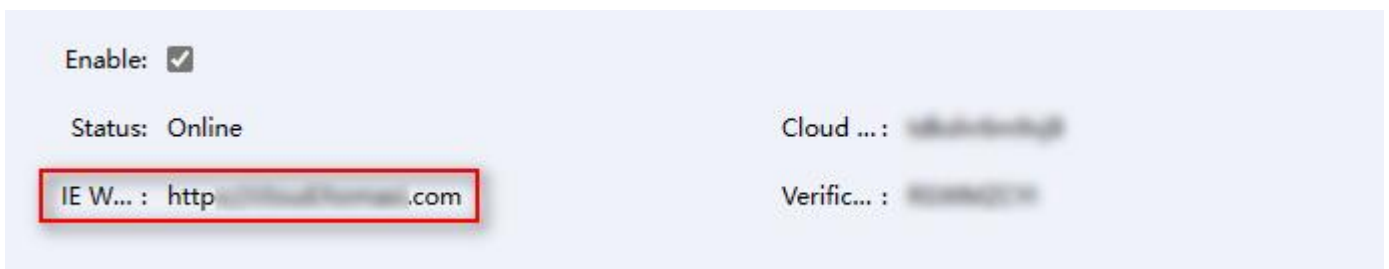 Enable:
Status: Online
Cloud ...:
IE W... : http .com
Verific... :